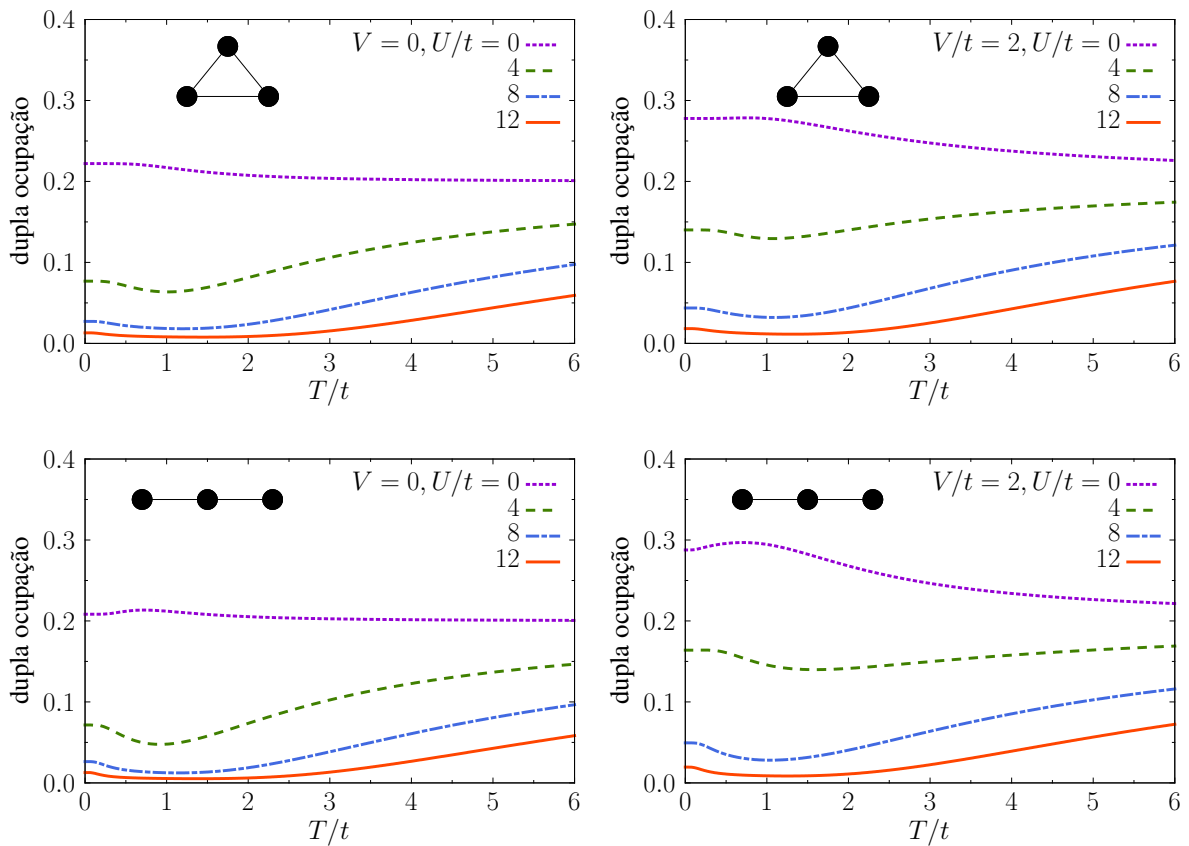 0.4
0.3
0.2
0.1
0.0
dupla ocupação
V = 0, U/t = 0
4
8
12
0 1 2 3 4 5 6
T/t
0.4
0.3
0.2
0.1
0.0
dupla ocupação
V/t = 2, U/t = 0
4
8
12
0 1 2 3 4 5 6
T/t
0.4
0.3
0.2
0.1
0.0
dupla ocupação
V = 0, U/t = 0
4
8
12
0 1 2 3 4 5 6
T/t
0.4
0.3
0.2
0.1
0.0
dupla ocupação
V/t = 2, U/t = 0
4
8
12
0 1 2 3 4 5 6
T/t